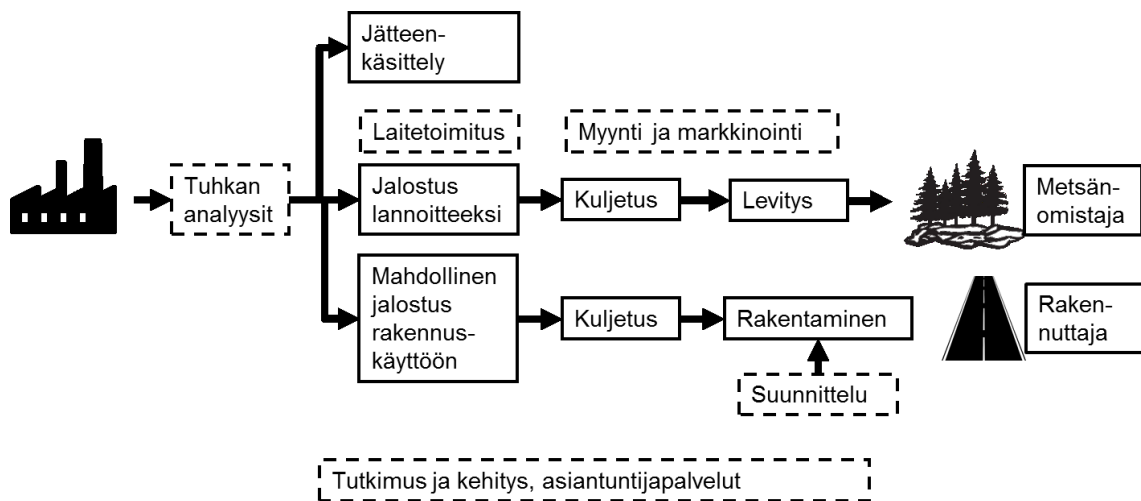 Jätteen-
käsittely
Laitetoimitus
Myynti ja markkinointi
Tuhkan
analyysit
Jalostus
lannoitteeksi
Kuljetus
Levitys
Metsän-
omistaja
Mahdollinen
jalostus
rakennus-
käyttöön
Kuljetus
Rakentaminen
Raken-
nuttaja
Suunnittelu
Tutkimus ja kehitys, asiantuntijapalvelut